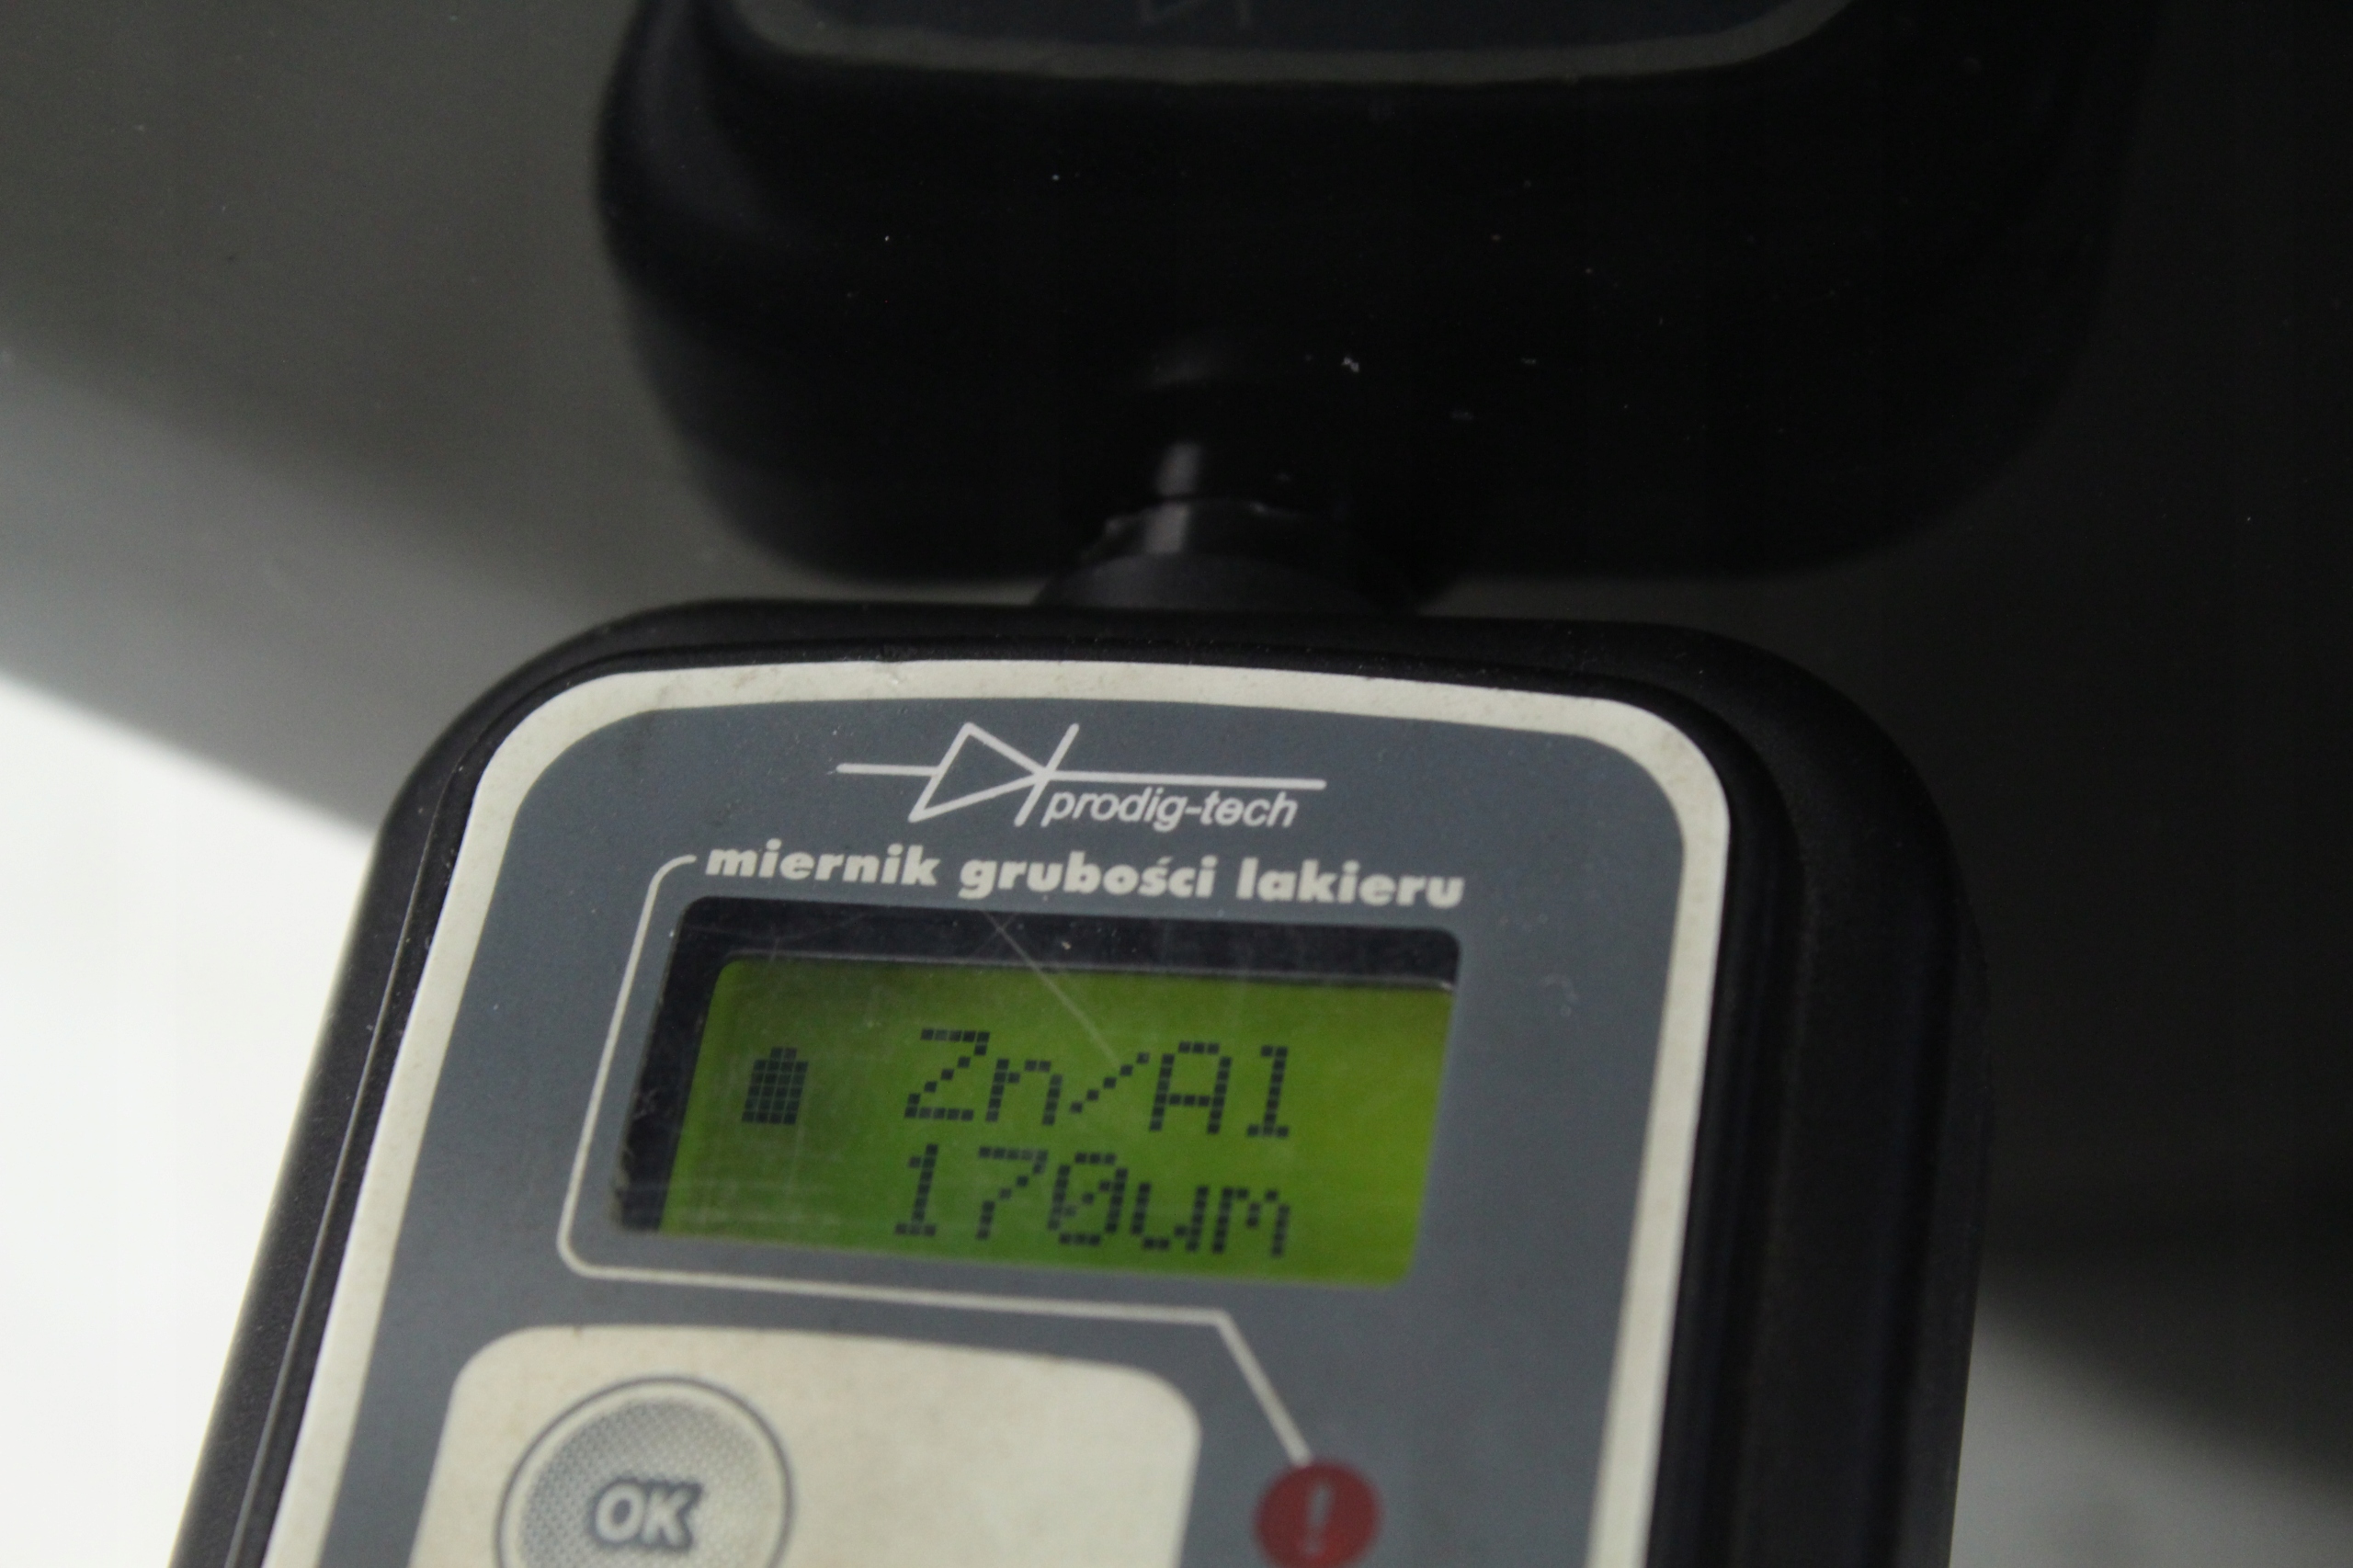 prodig-tech
miernik grubości lakieru
Zn/Al
170um
OK
!